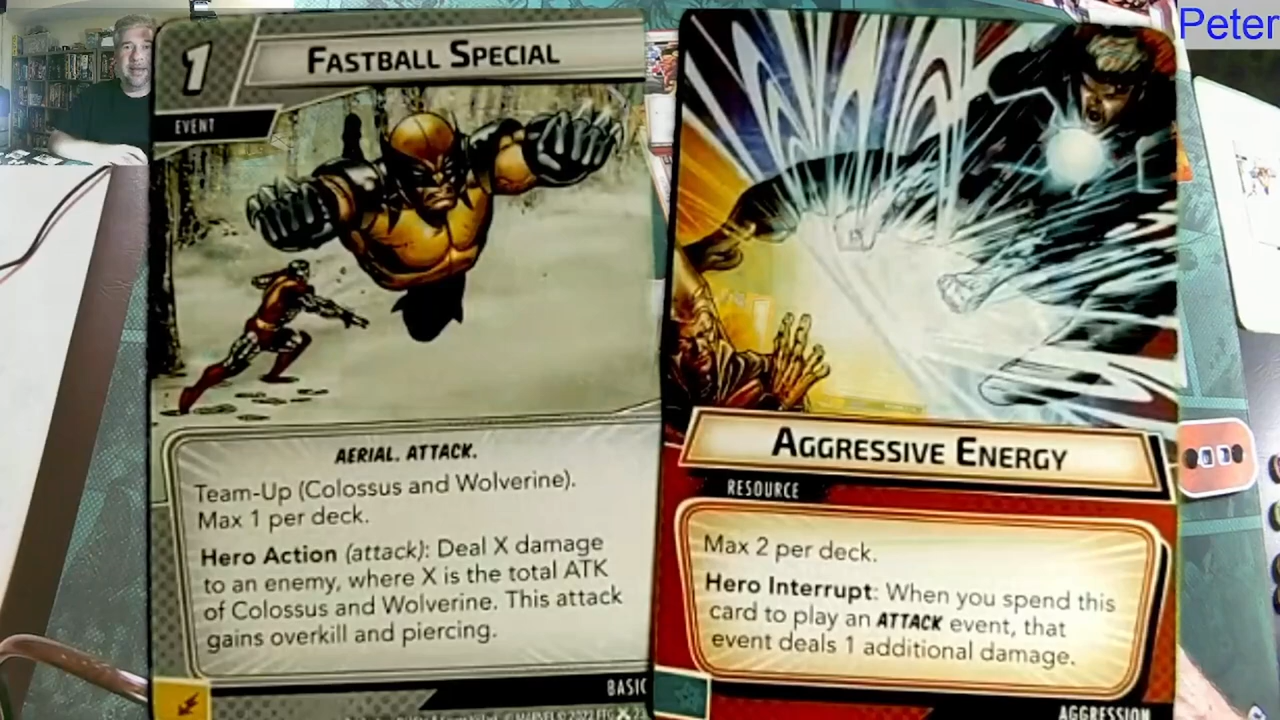 Peter
1
FASTBALL SPECIAL
EVENT
AERIAL. ATTACK.
Team-Up (Colossus and Wolverine).
Max 1 per deck.
Hero Action (attack): Deal X damage
to an enemy, where X is the total ATK
of Colossus and Wolverine. This attack
gains overkill and piercing.
BASIC
AGGRESSIVE ENERGY
RESOURCE
Max 2 per deck.
Hero Interrupt: When you spend this
card to play an ATTACK event, that
event deals 1 additional damage.
AGGRESSION